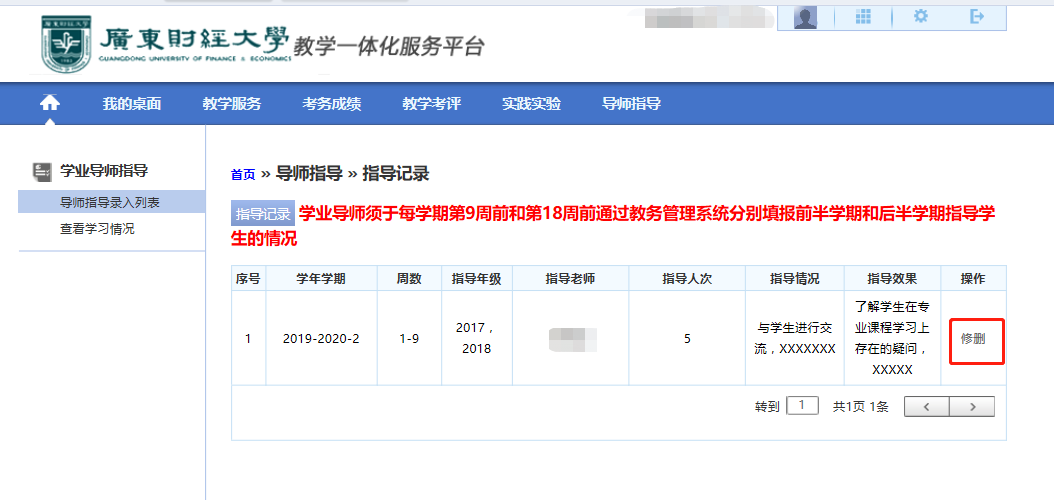 廣東財經大學
GUANGDONG UNIVERSITY OF FINANCE & ECONOMICS
教学一体化服务平台
我的桌面 教学服务 考务成绩 教学考评 实践实验 导师指导
学业导师指导
导师指导录入列表
查看学习情况
首页 » 导师指导 » 指导记录
指导记录 学业导师须于每学期第9周前和第18周前通过教务管理系统分别填报前半学期和后半学期指导学
生的情况
序号 学年学期 周数 指导年级 指导老师 指导人次 指导情况 指导效果 操作
1 2019-2020-2 1-9 2017，
2018 5 与学生进行交
流，XXXXXXX 了解学生在专
业课程学习上
存在的疑问，
XXXXX 修删
转到 1 共1页 1条 < >